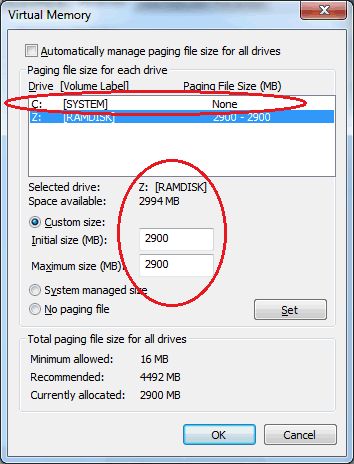 Virtual Memory
Automatically manage paging file size for all drives
Paging file size for each drive
Drive [Volume Label] Paging File Size (MB)
C: [SYSTEM] None
Z: [RAMDISK] 2900 - 2900
Selected drive: Z: [RAMDISK]
Space available: 2994 MB
Custom size:
Initial size (MB): 2900
Maximum size (MB): 2900
System managed size
No paging file
Set
Total paging file size for all drives
Minimum allowed: 16 MB
Recommended: 4492 MB
Currently allocated: 2900 MB
OK Cancel